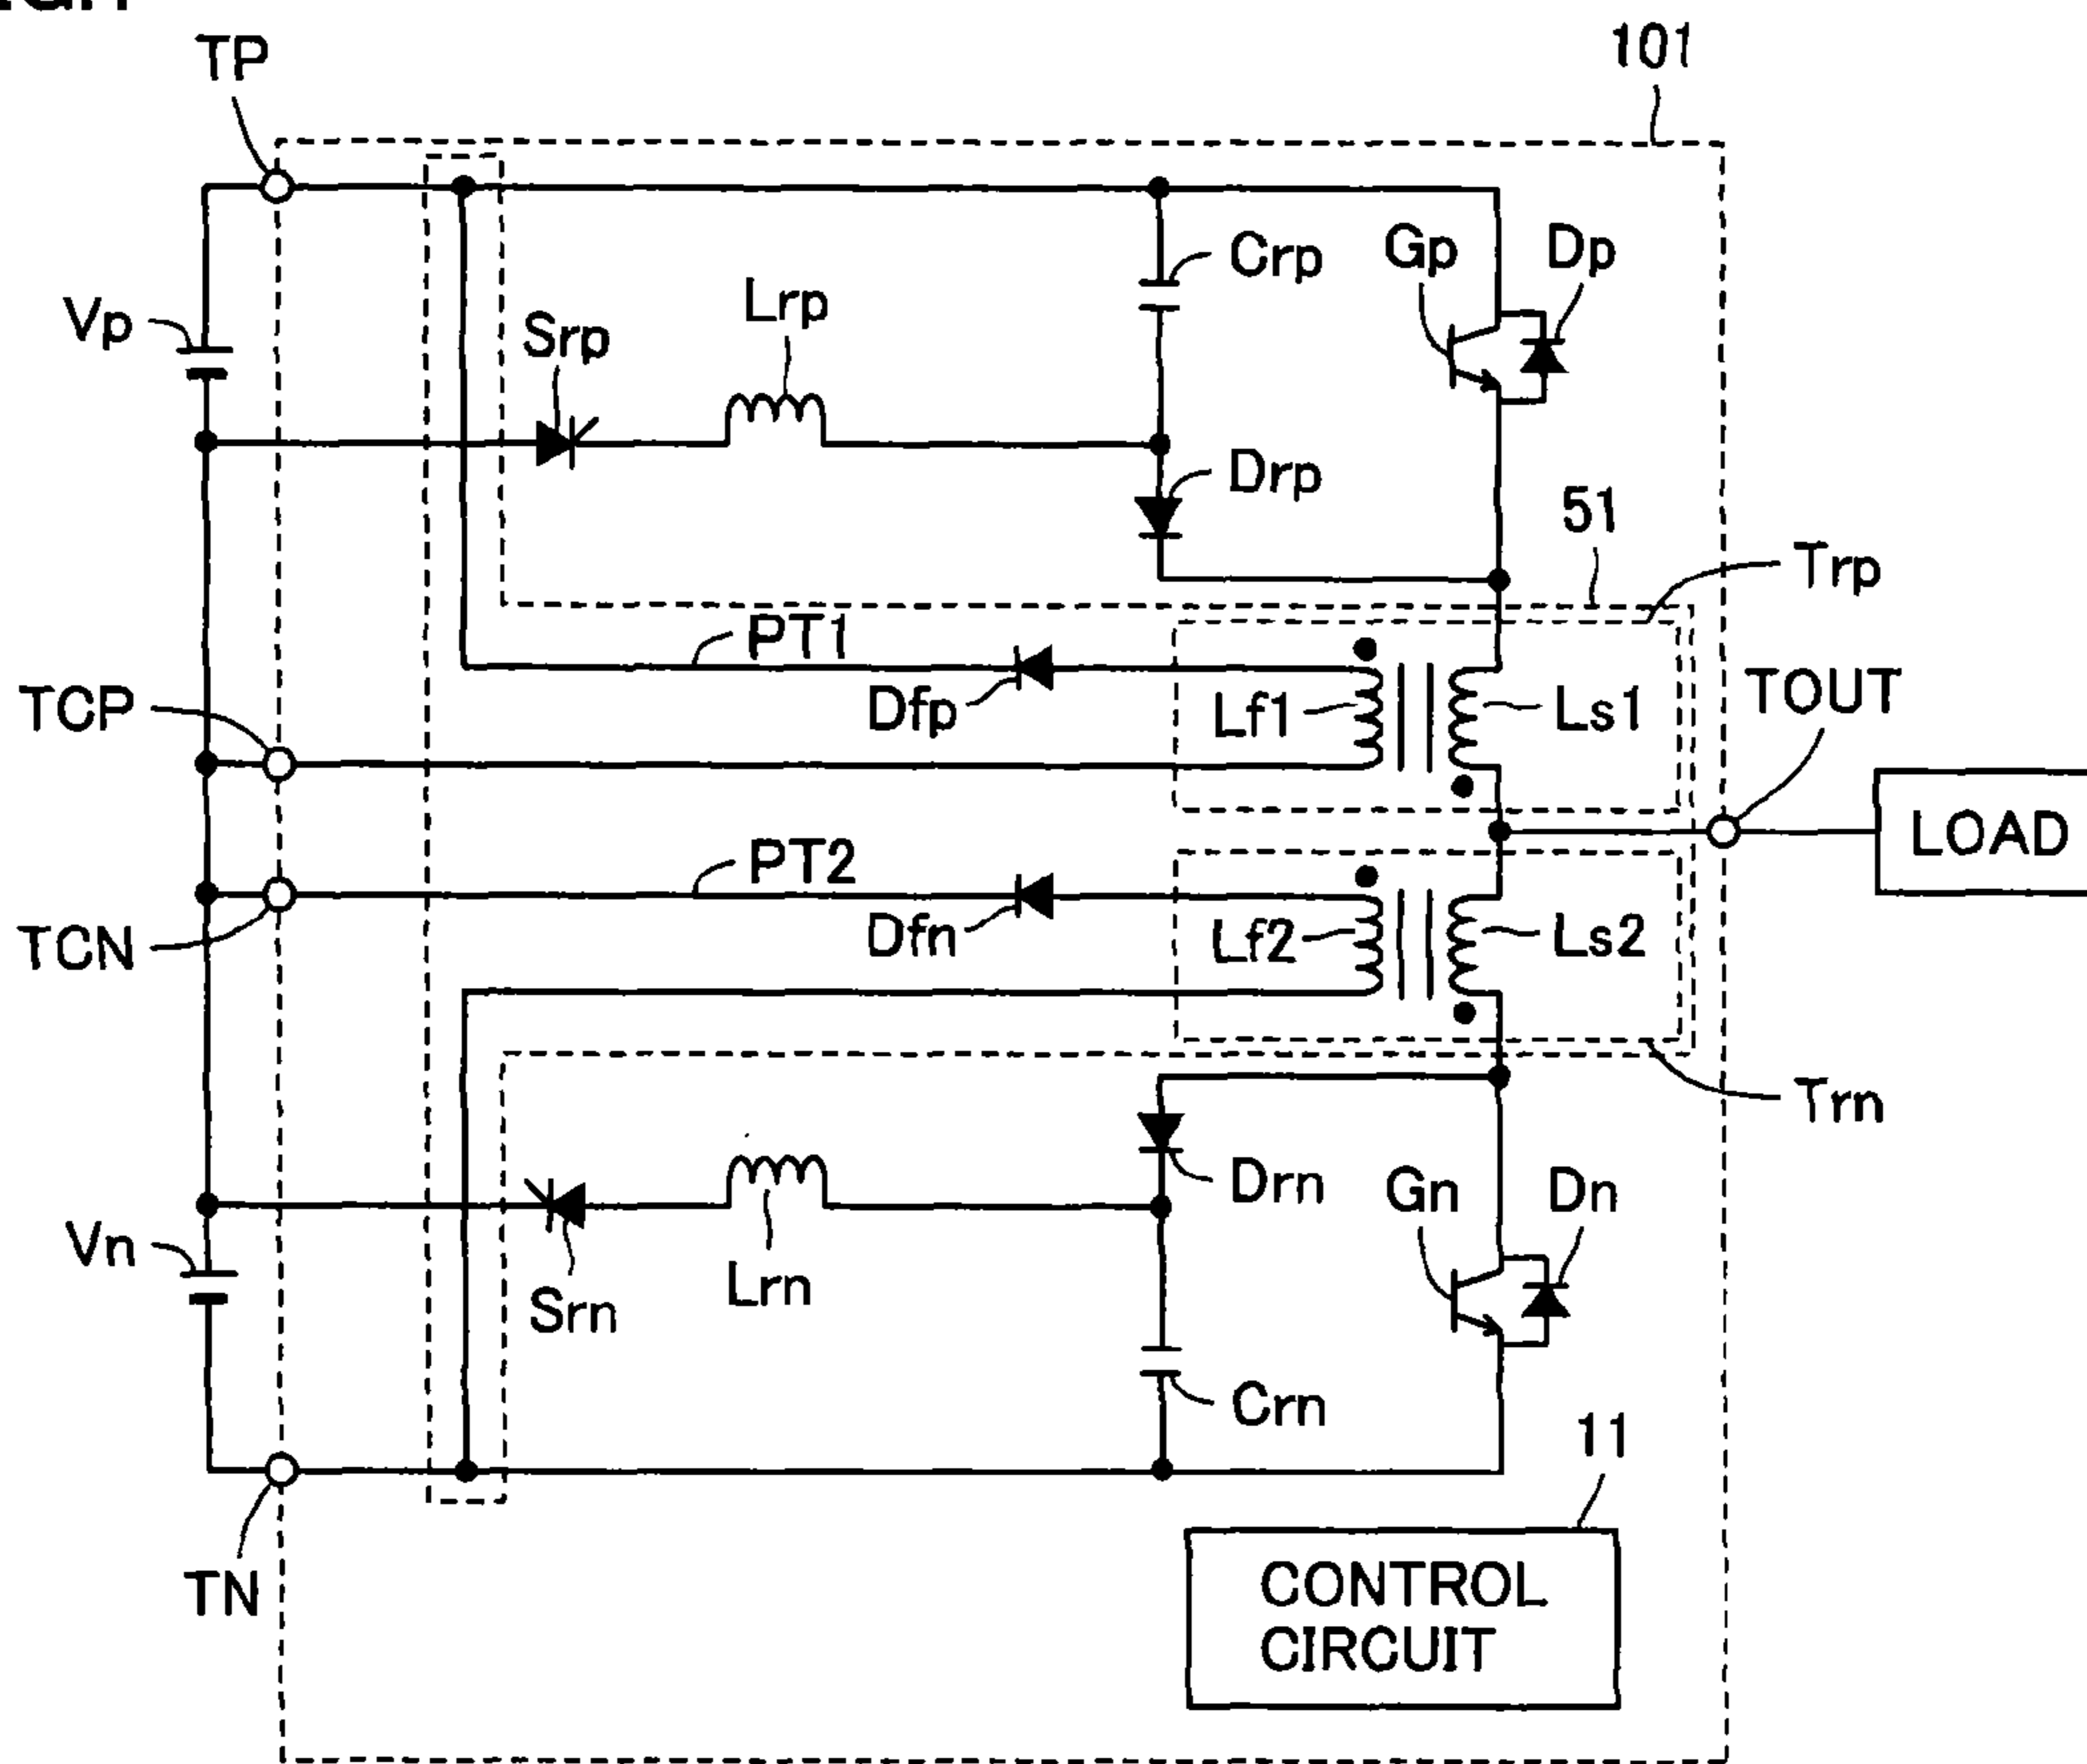 TP
101
Vp
Srp
Lrp
Crp
Gp
Dp
Drp
51
Trp
PT1
TCP
Dfp
Lf1
Ls1
TOUT
LOAD
PT2
TCN
Dfn
Lf2
Ls2
Trn
Drn
Gn
Dn
Vn
Srn
Lrn
Crn
11
TN
CONTROL
CIRCUIT